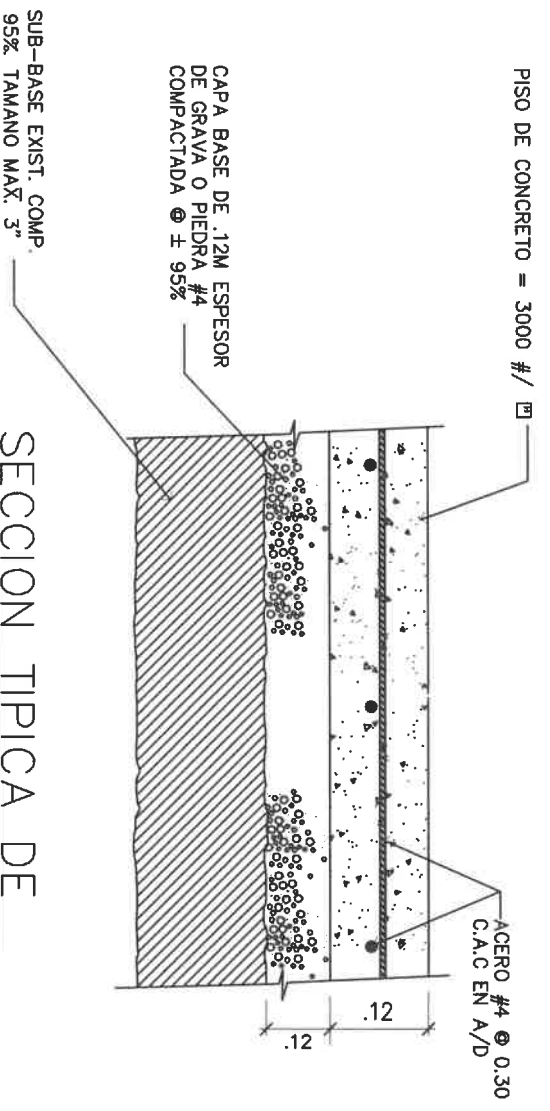 PISO DE CONCRETO = 3000 #/
ACERO #4 @ 0.30
C.A.C EN A/D
CAPA BASE DE .12M ESPESOR
DE GRAVA O PIEDRA #4
COMPACTADA @ ± 95%
.12
.12
SUB-BASE EXIST. COMP.
95% TAMANO MAX. 3"
SECCION TIPICA DE